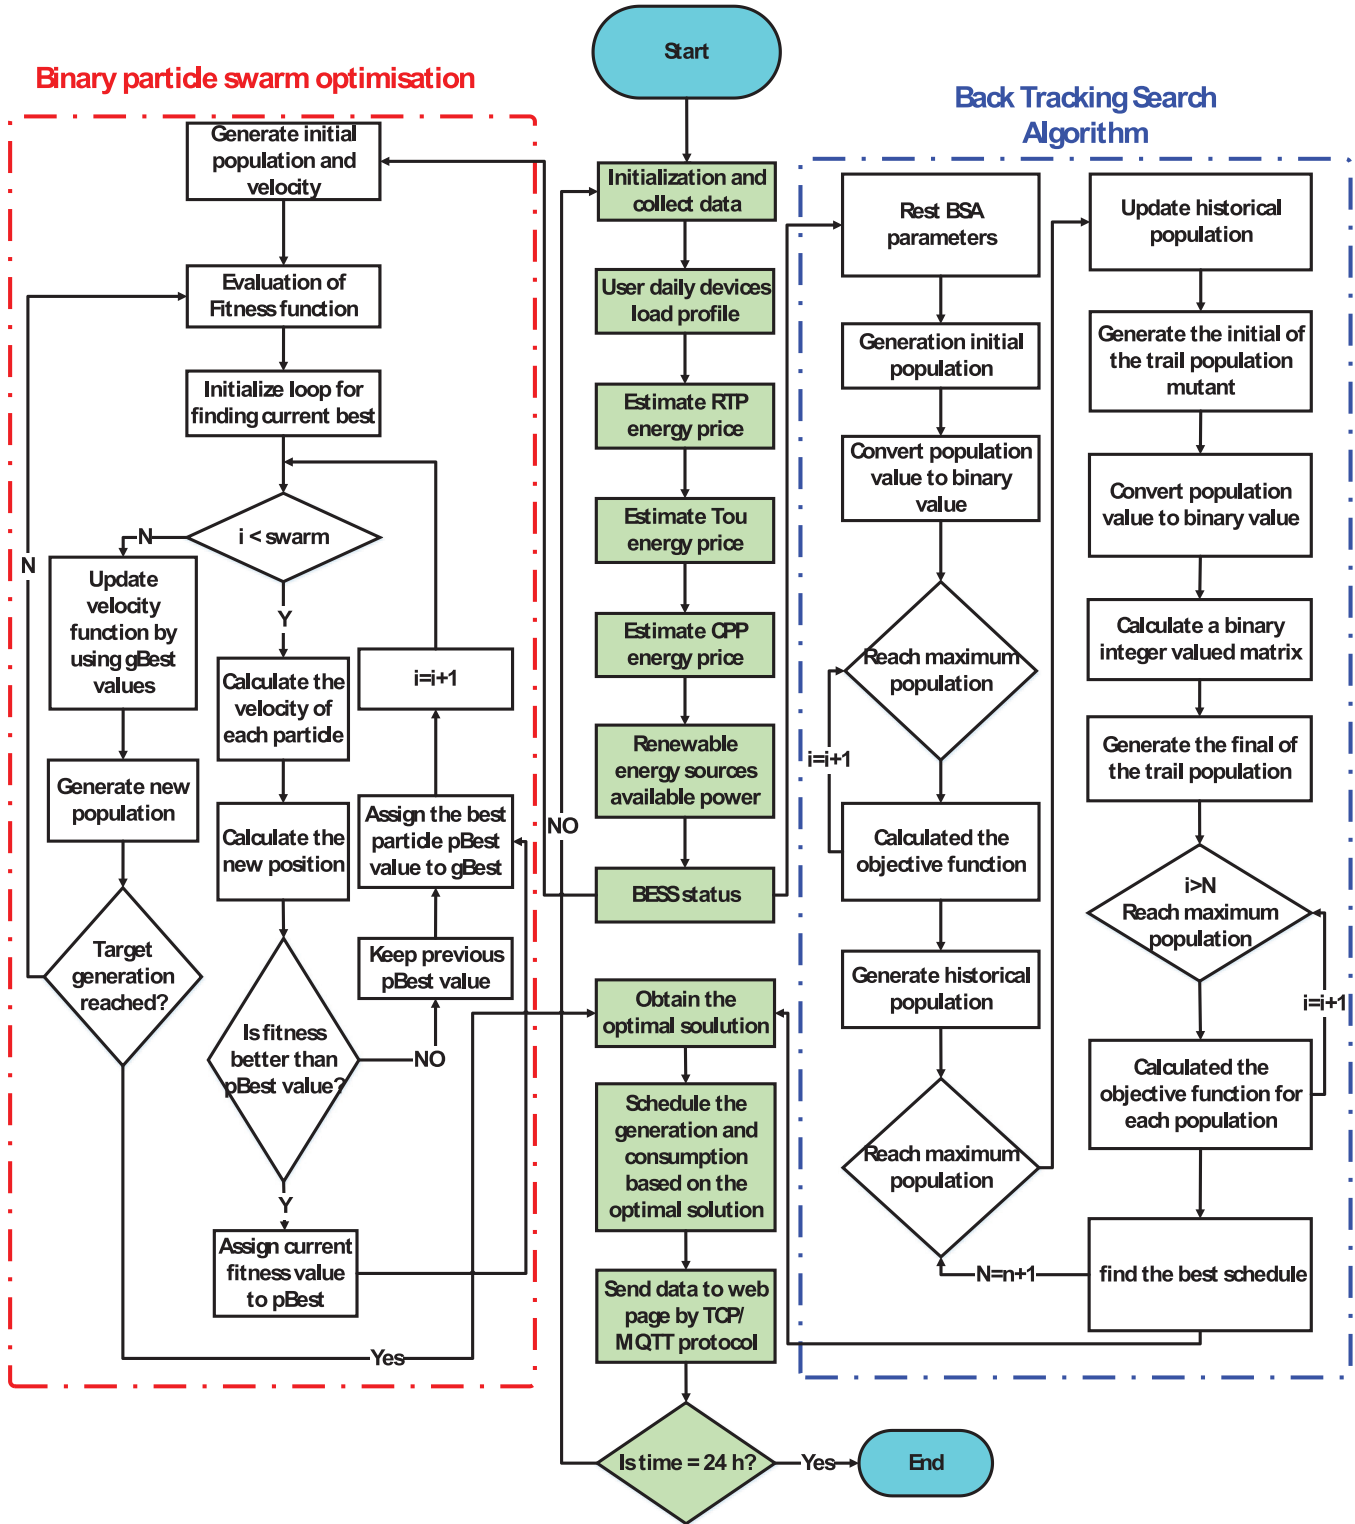 Start
Binary particle swarm optimisation
Back Tracking Search
Algorithm
Generate initial
population and
velocity
Evaluation of
Fitness function
Initialize loop for
finding current best
i < swarm
N
N
Y
Update
velocity
function by
using gBest
values
Generate new
population
Target
generation
reached?
Calculate the
velocity of
each particle
Calculate the
new position
Is fitness
better than
pBest value?
NO
Y
Assign current
fitness value
to pBest
i=i+1
Assign the best
particle pBest
value to gBest
Keep previous
pBest value
Yes
Initialization and
collect data
User daily devices
load profile
Estimate RTP
energy price
Estimate Tou
energy price
Estimate CPP
energy price
Renewable
energy sources
available power
NO
BESS status
Obtain the
optimal soulution
Schedule the
generation and
consumption
based on the
optimal solution
Send data to web
page by TCP/
MQTT protocol
Is time = 24 h?
Yes
End
Rest BSA
parameters
Generation initial
population
Convert population
value to binary
value
Reach maximum
population
i=i+1
Calculated the
objective function
Generate historical
population
Reach maximum
population
N=n+1
Update historical
population
Generate the initial of
the trail population
mutant
Convert population
value to binary value
Calculate a binary
integer valued matrix
Generate the final of
the trail population
i>N
Reach maximum
population
i=i+1
Calculated the
objective function for
each population
find the best schedule